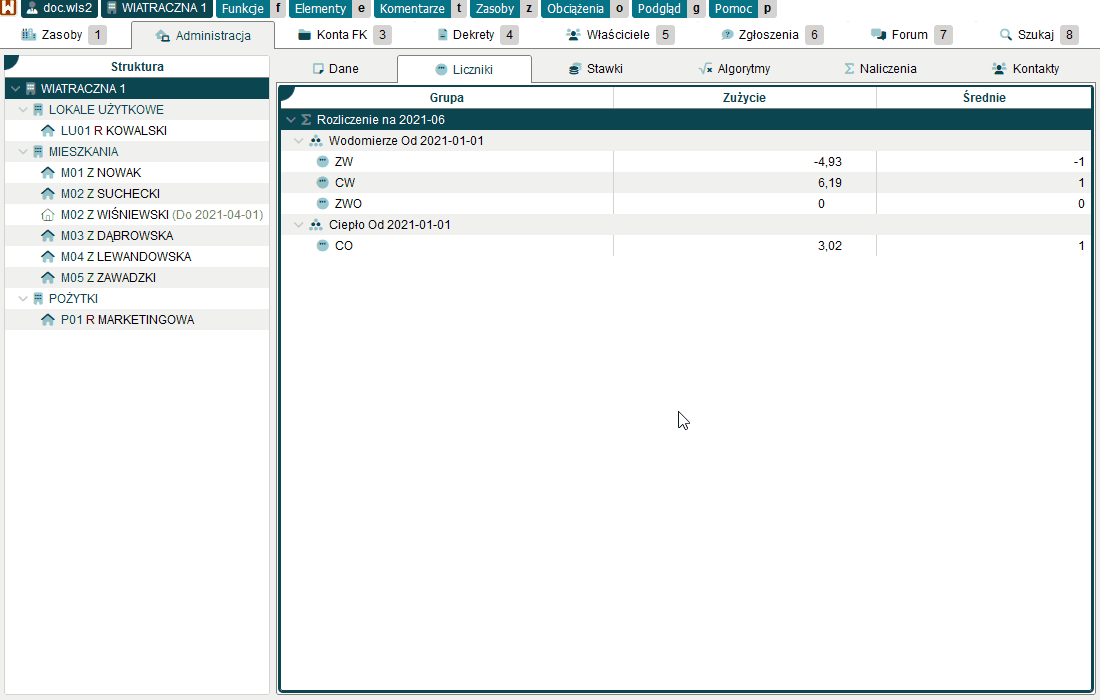 W doc.wls2 WIATRACZNA 1 Funkcje f Elementy e Komentarze t Zasoby z Obciążenia o Podgląd g Pomoc p
Zasoby 1 Administracja Konta FK 3 Dekrety 4 Właściciele 5 Zgłoszenia 6 Forum 7 Szukaj 8
Struktura
WIATRACZNA 1
LOKALE UŻYTKOWE
LU01 R KOWALSKI
MIESZKANIA
M01 Z NOWAK
M02 Z SUCHECKI
M02 Z WIŚNIEWSKI (Do 2021-04-01)
M03 Z DĄBROWSKA
M04 Z LEWANDOWSKA
M05 Z ZAWADZKI
POŻYTKI
P01 R MARKETINGOWA
Dane Liczniki Stawki Algorytmy Naliczenia Kontakty
Grupa Zużycie Średnie
Rozliczenie na 2021-06
Wodomierze Od 2021-01-01
ZW -4,93 -1
CW 6,19 1
ZWO 0 0
Ciepło Od 2021-01-01
CO 3,02 1